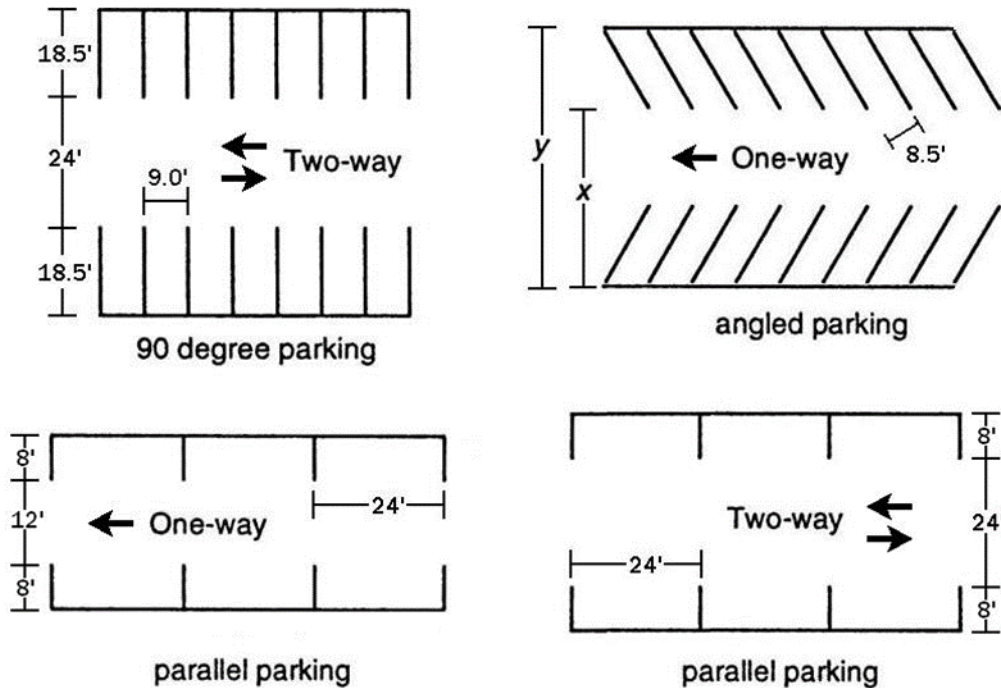 18.5'
24'
18.5'
9.0'
Two-way
90 degree parking
y
x
One-way
8.5'
angled parking
8'
12'
8'
One-way
24'
parallel parking
Two-way
24'
8'
24
8'
parallel parking